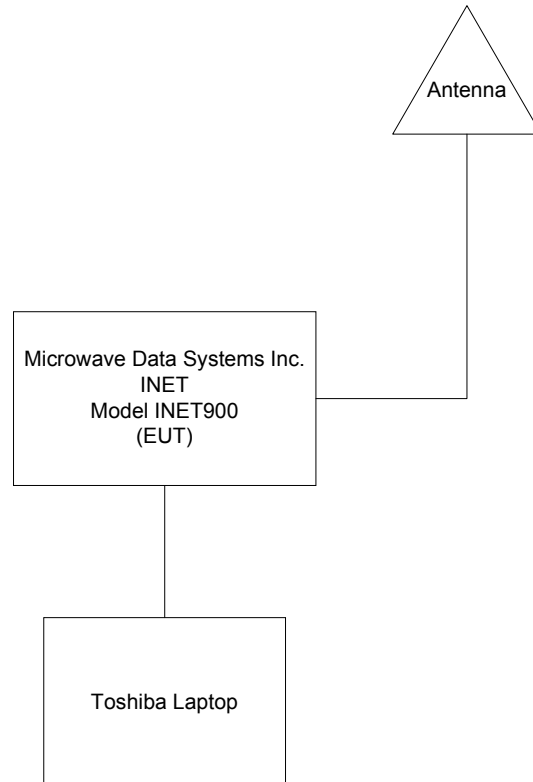 Antenna
Microwave Data Systems Inc.
INET
Model INET900
(EUT)
Toshiba Laptop